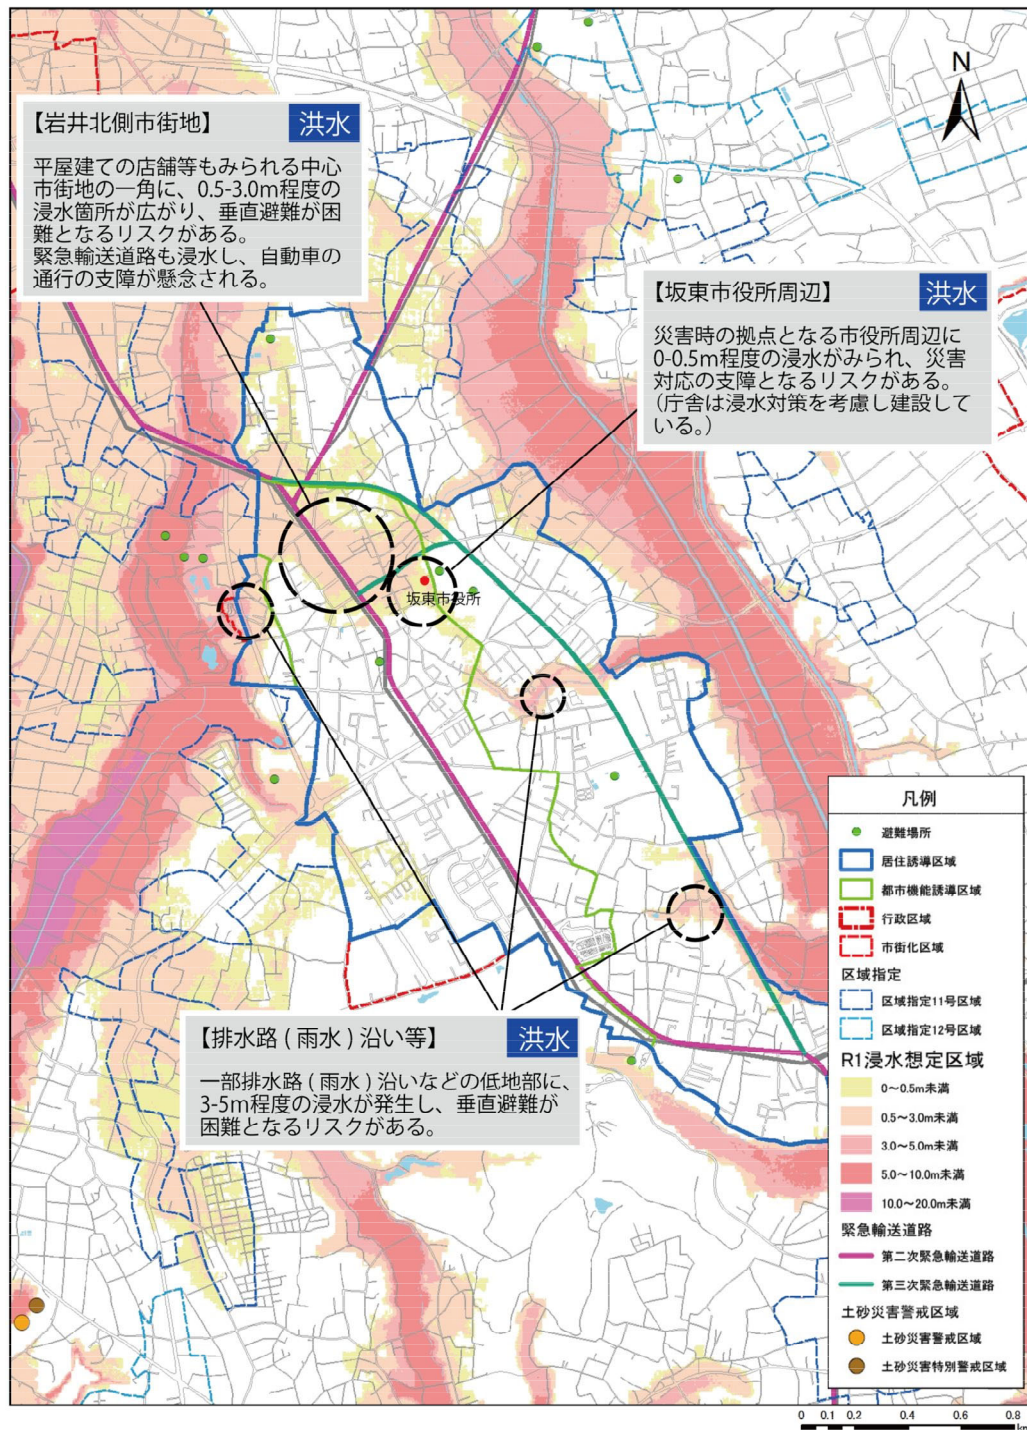 N
【岩井北側市街地】
洪水
平屋建ての店舗等もみられる中心
市街地の一角に、0.5-3.0m程度の
浸水箇所が広がり、垂直避難が困
難となるリスクがある。
緊急輸送道路も浸水し、自動車の
通行の支障が懸念される。
【坂東市役所周辺】
洪水
災害時の拠点となる市役所周辺に
0-0.5m程度の浸水がみられ、災害
対応の支障となるリスクがある。
（庁舎は浸水対策を考慮し建設して
いる。）
坂東市役所
【排水路 ( 雨水 ) 沿い等】
洪水
一部排水路 ( 雨水 ) 沿いなどの低地部に、
3-5m程度の浸水が発生し、垂直避難が
困難となるリスクがある。
凡例
避難場所
居住誘導区域
都市機能誘導区域
行政区域
市街化区域
区域指定
区域指定11号区域
区域指定12号区域
R1浸水想定区域
0～0.5m未満
0.5～3.0m未満
3.0～5.0m未満
5.0～10.0m未満
10.0～20.0m未満
緊急輸送道路
第二次緊急輸送道路
第三次緊急輸送道路
土砂災害警戒区域
土砂災害警戒区域
土砂災害特別警戒区域
0 0.1 0.2 0.4 0.6 0.8